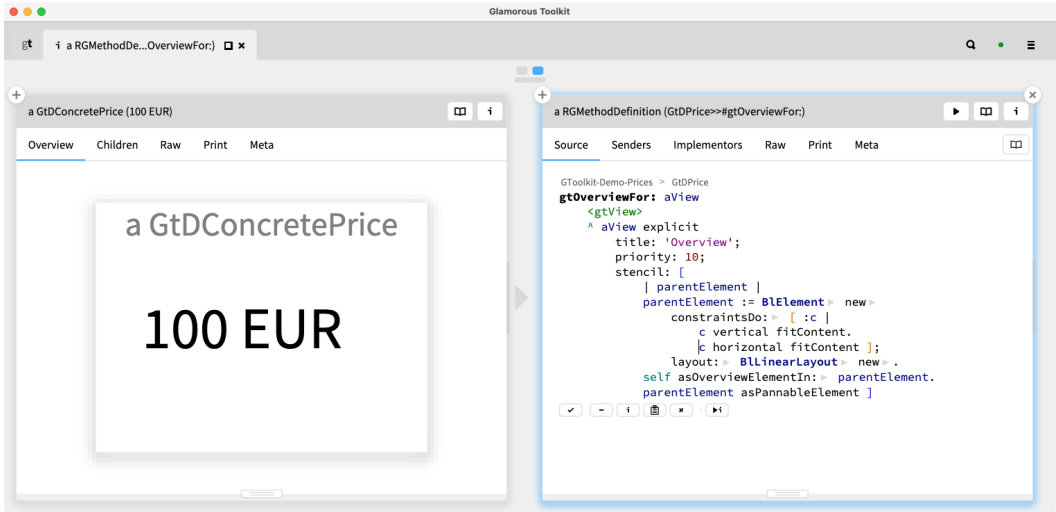 Glamorous Toolkit
gt
i a RGMethodDe...OverviewFor:)
a GtDConcretePrice (100 EUR)
i
Overview Children Raw Print Meta
a GtDConcretePrice
100 EUR
a RGMethodDefinition (GtDPrice>>#gtOverviewFor:)
i
Source Senders Implementors Raw Print Meta
GToolkit-Demo-Prices > GtDPrice
gtOverviewFor: aView
<gtView>
^ aView explicit
title: 'Overview';
priority: 10;
stencil: [
| parentElement |
parentElement := BlElement new
constraintsDo: [ :c |
c vertical fitContent.
c horizontal fitContent ];
layout: BlLinearLayout new .
self asOverviewElementIn: parentElement.
parentElement asPannableElement ]
i
i